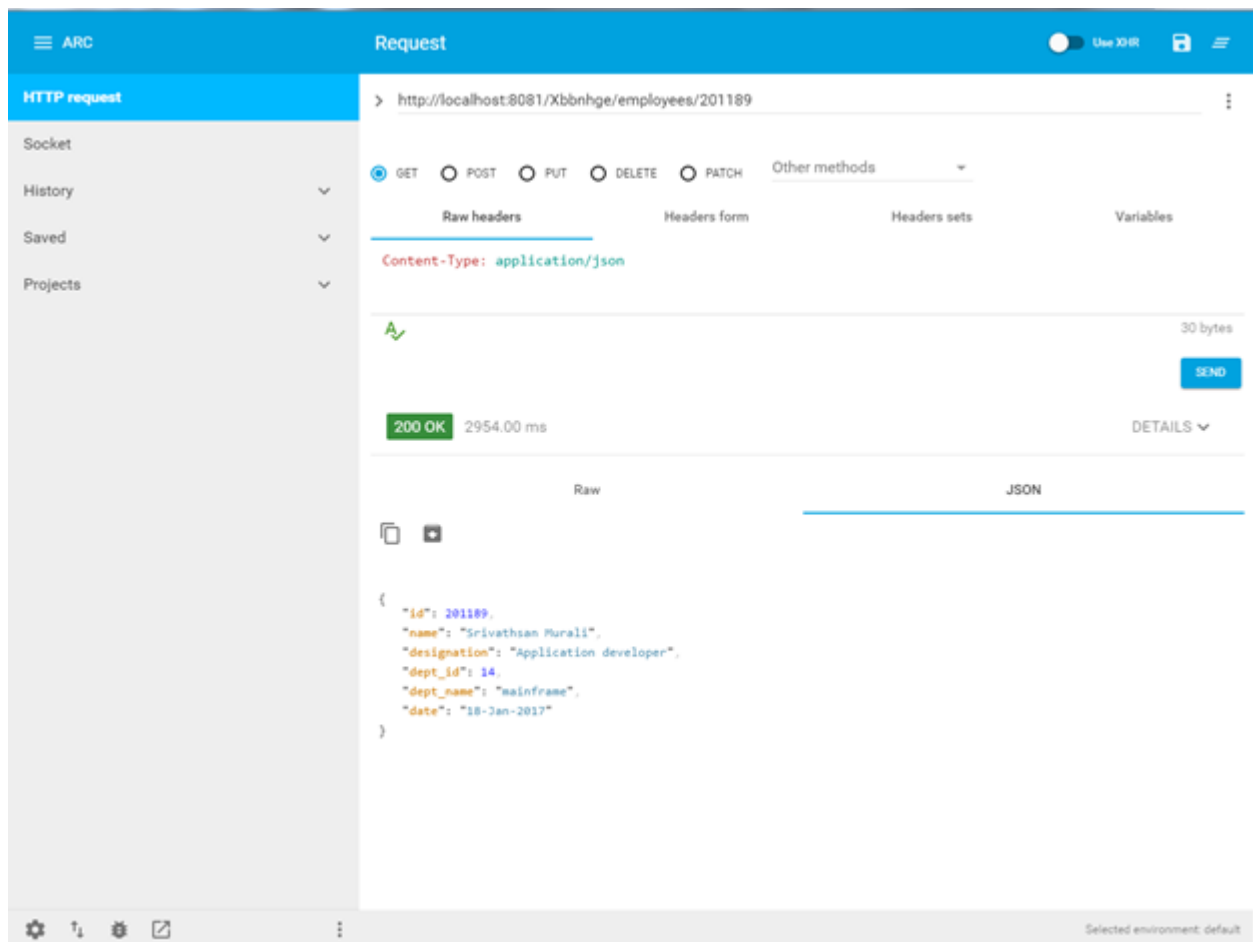 ARC
Request
Use XHR
HTTP request
Socket
History
Saved
Projects
http://localhost:8081/Xbbnhge/employees/201189
GET POST PUT DELETE PATCH Other methods
Raw headers Headers form Headers sets Variables
Content-Type: application/json
30 bytes
SEND
200 OK 2954.00 ms DETAILS
Raw JSON
{
"id": 201189,
"name": "Srivathsan Murali",
"designation": "Application developer",
"dept_id": 14,
"dept_name": "mainframe",
"date": "18-Jan-2017"
}
Selected environment: default